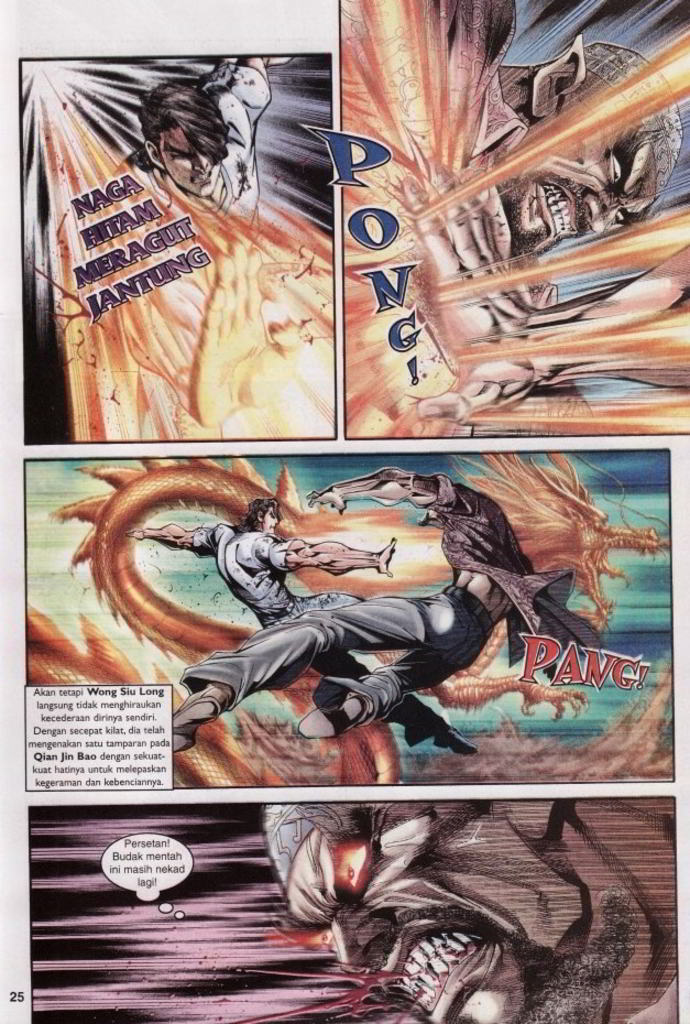 NAGA
HITAM
MERAGUT
JANTUNG
PONG!
PANG!
Akan tetapi Wong Siu Long
langsung tidak menghiraukan
kecederaan dirinya sendiri.
Dengan secepat kilat, dia telah
mengenakan satu tamparan pada
Qian Jin Bao dengan sekuat-
kuat hatinya untuk melepaskan
kegeraman dan kebenciannya.
Persetan!
Budak mentah
ini masih nekad
lagi!
25